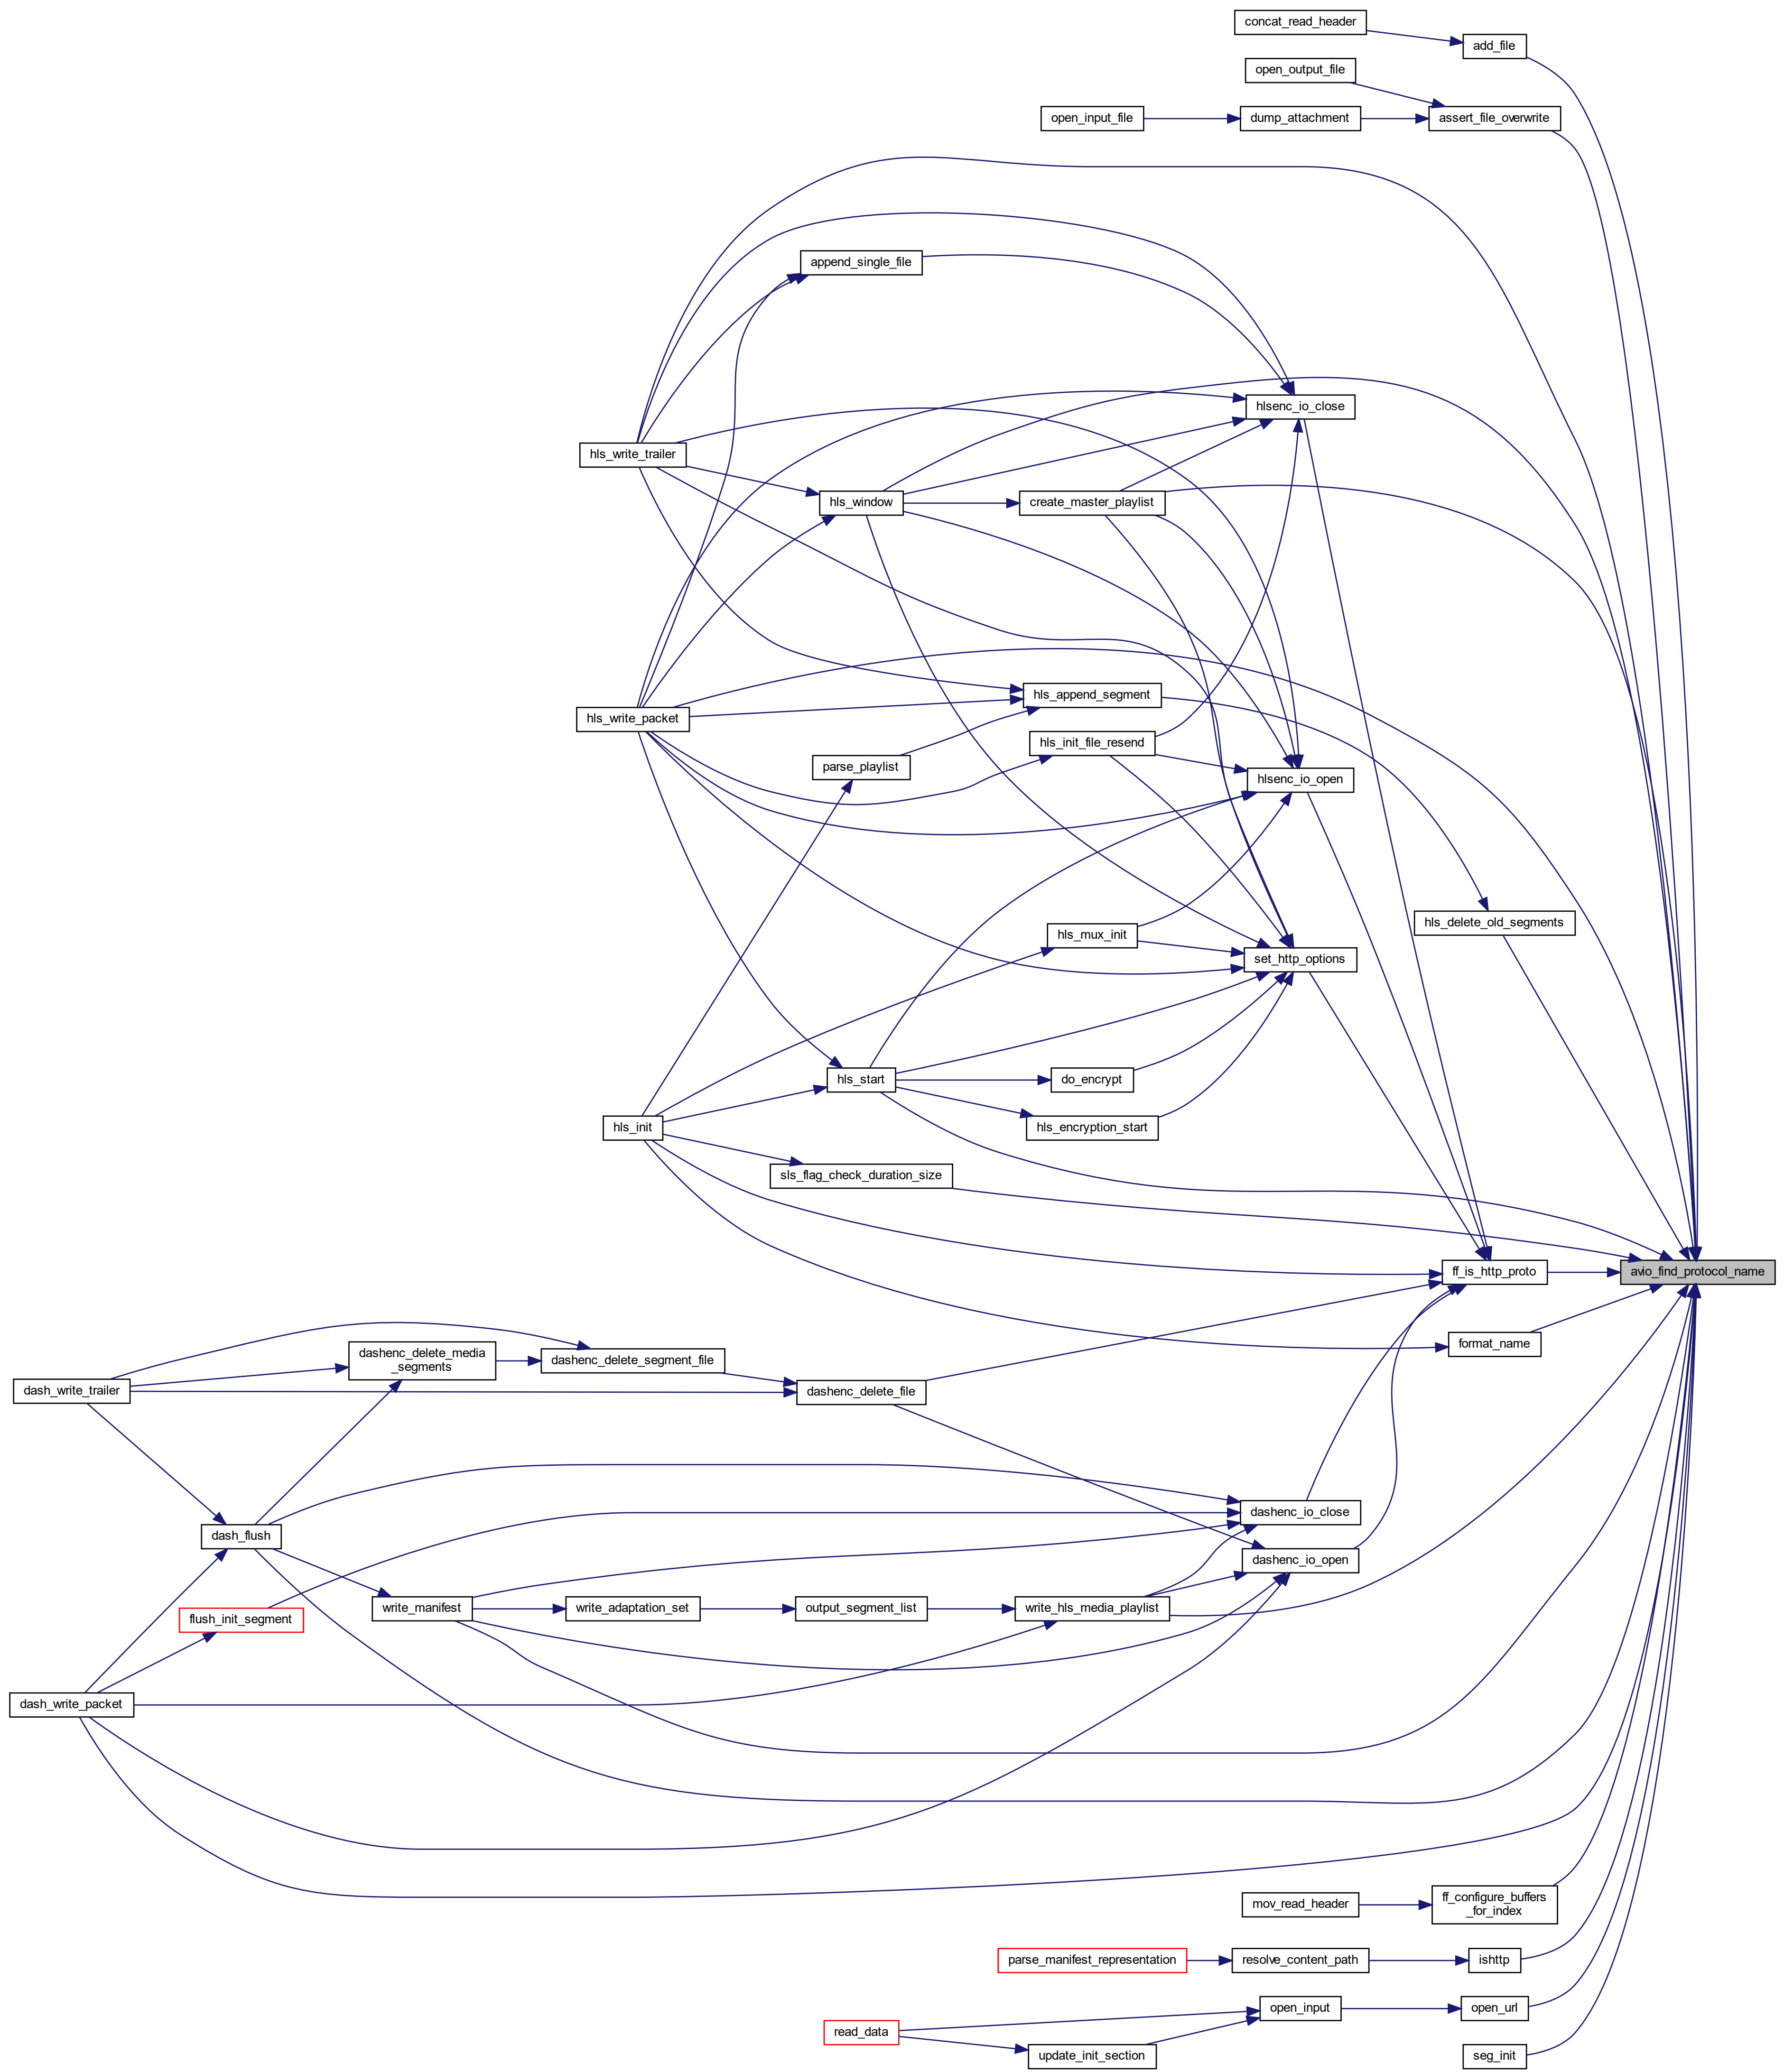 concat_read_header
add_file
open_output_file
open_input_file
dump_attachment
assert_file_overwrite
append_single_file
hlsenc_io_close
hls_write_trailer
hls_window
create_master_playlist
hls_append_segment
hls_write_packet
hls_init_file_resend
parse_playlist
hlsenc_io_open
hls_delete_old_segments
hls_mux_init
set_http_options
hls_start
do_encrypt
hls_init
hls_encryption_start
sls_flag_check_duration_size
ff_is_http_proto
avio_find_protocol_name
format_name
dashenc_delete_media
_segments
dashenc_delete_segment_file
dash_write_trailer
dashenc_delete_file
dashenc_io_close
dash_flush
dashenc_io_open
flush_init_segment
write_manifest
write_adaptation_set
output_segment_list
write_hls_media_playlist
dash_write_packet
mov_read_header
ff_configure_buffers
_for_index
parse_manifest_representation
resolve_content_path
ishttp
open_input
open_url
read_data
update_init_section
seg_init